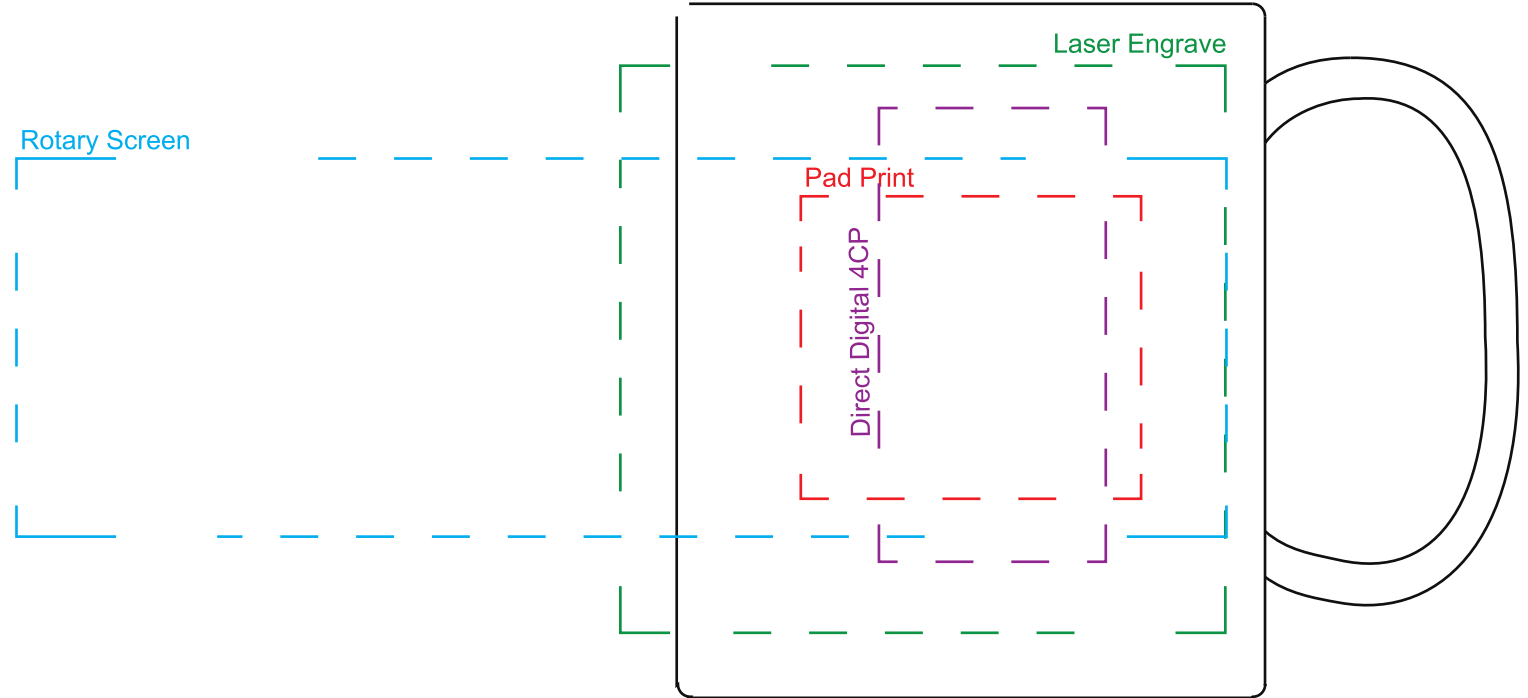 Laser Engrave
Rotary Screen
Pad Print
Direct Digital 4CP